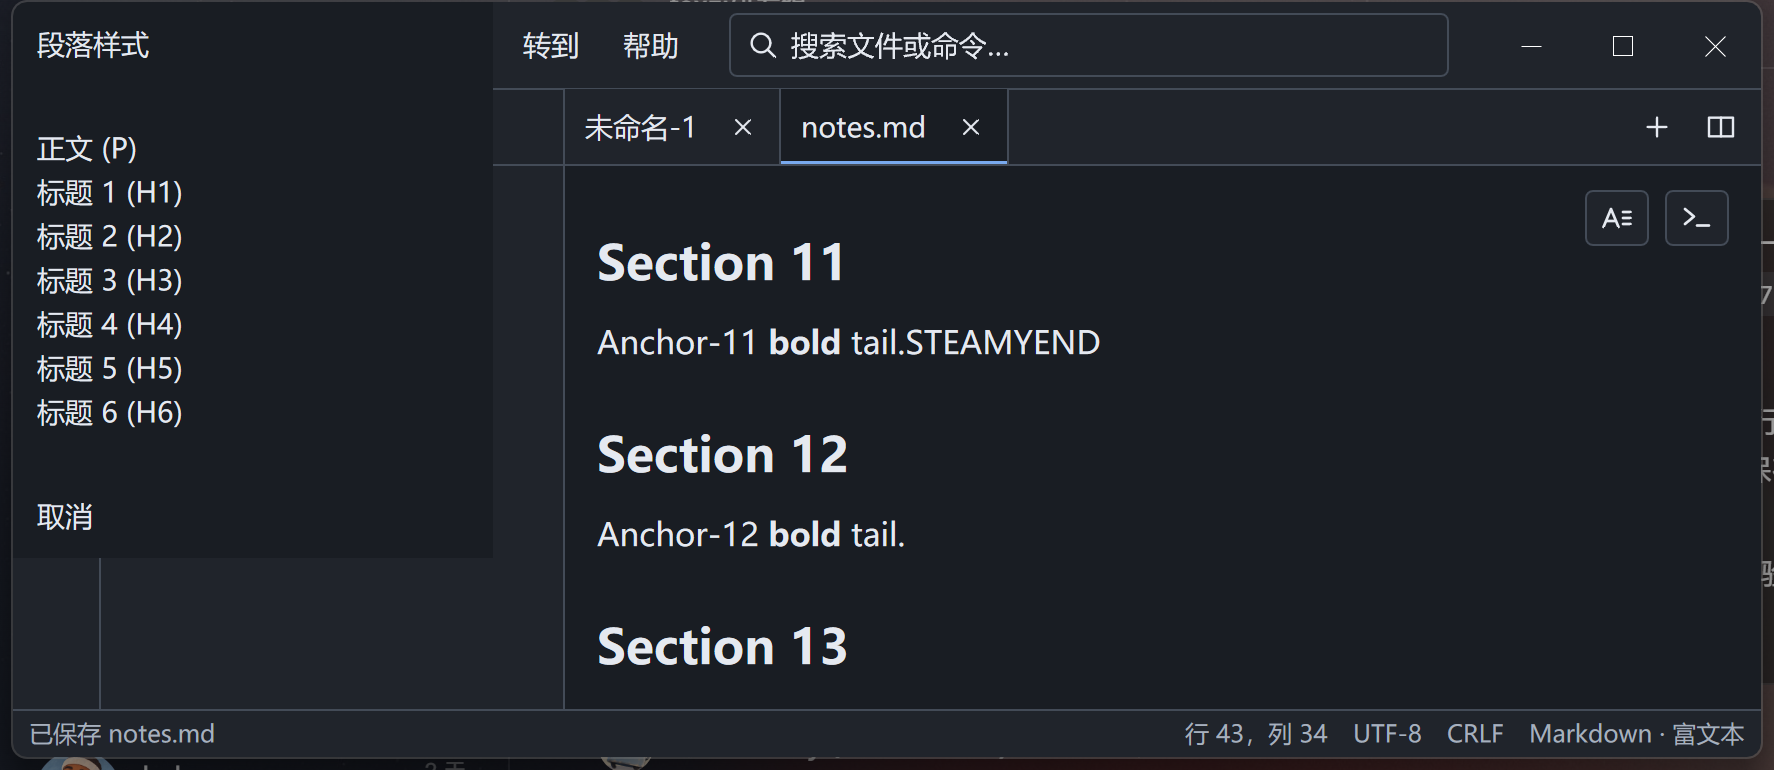 段落样式
正文 (P)
标题 1 (H1)
标题 2 (H2)
标题 3 (H3)
标题 4 (H4)
标题 5 (H5)
标题 6 (H6)
取消
转到 帮助 搜索文件或命令...
未命名-1 notes.md
Section 11
Anchor-11 bold tail.STEAMYEND
Section 12
Anchor-12 bold tail.
Section 13
已保存 notes.md 行 43，列 34 UTF-8 CRLF Markdown · 富文本